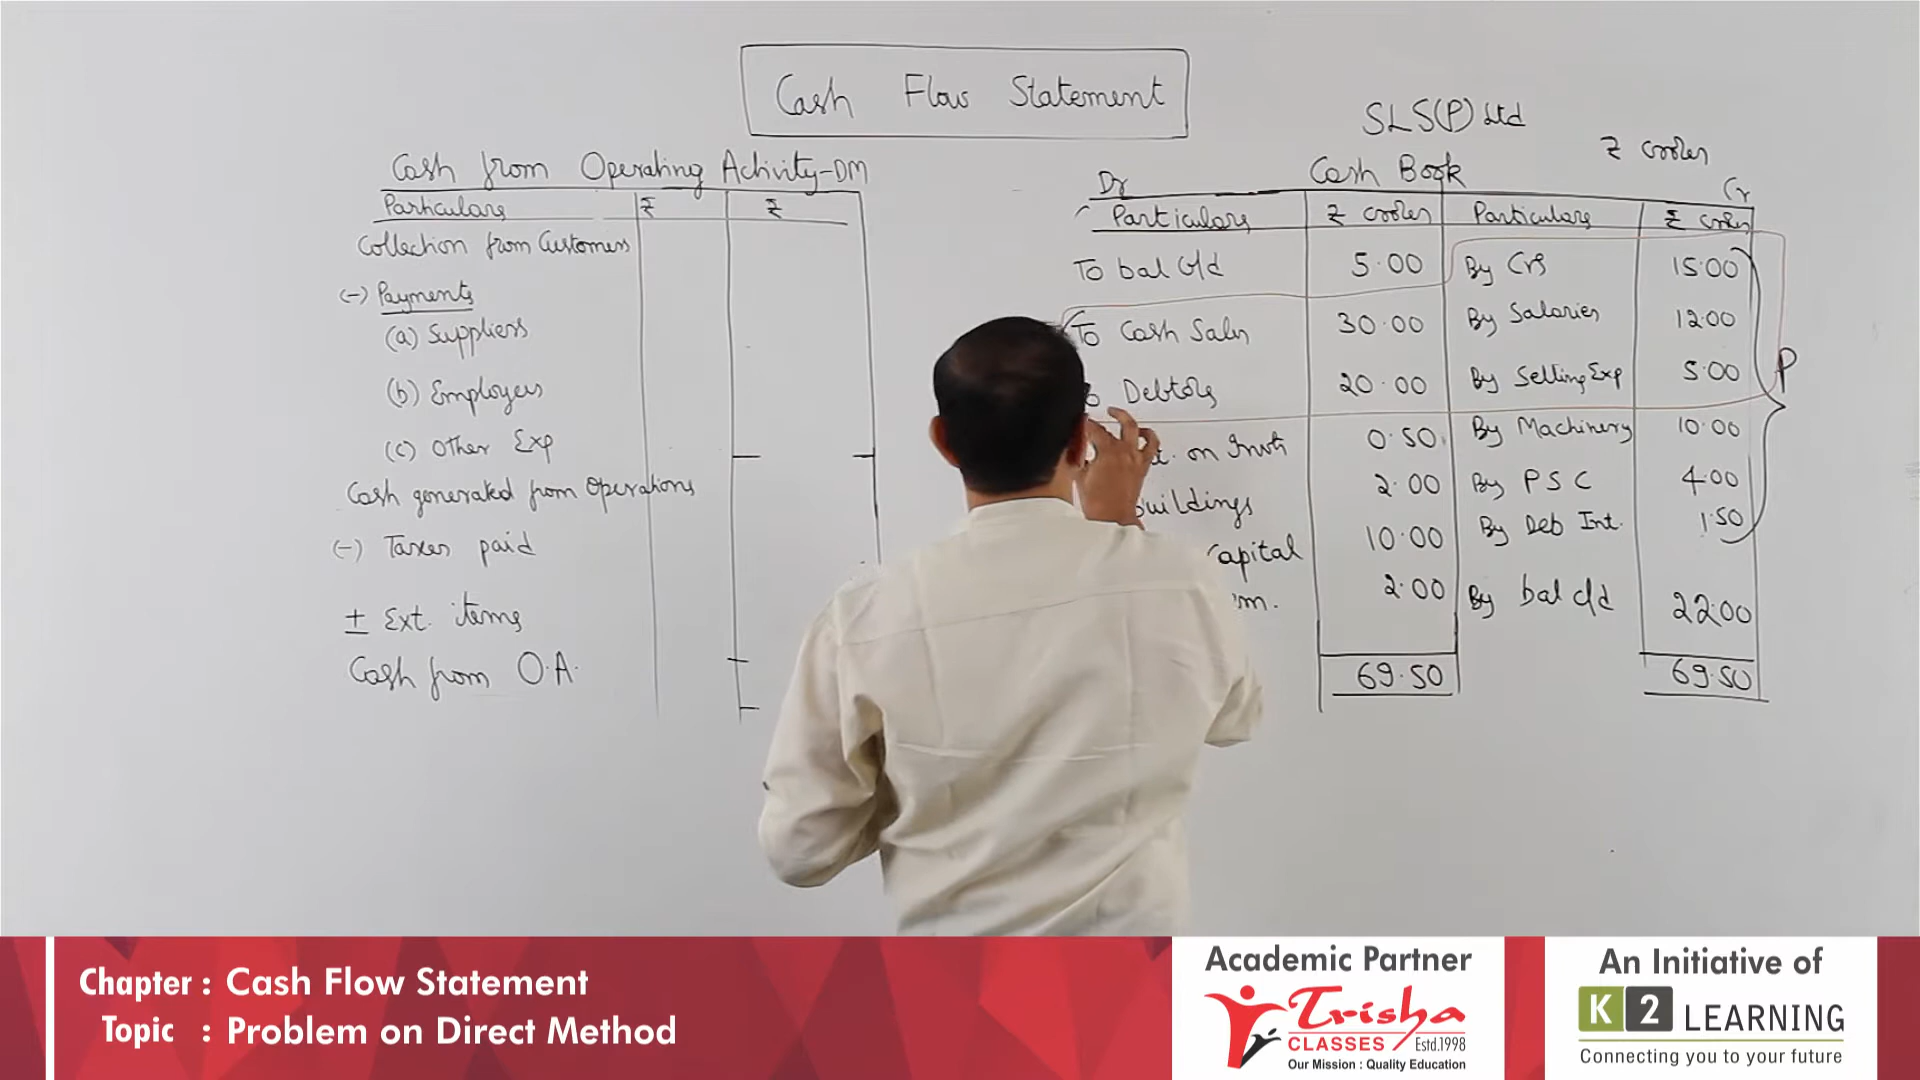 Cash Flow Statement
SLS(P) Ltd
₹ crores
Cash from Operating Activity-DM
Particulars ₹ ₹
Collection from Customers
(-) Payments
(a) Suppliers
(b) Employees
(c) Other Exp
Cash generated from Operations
(-) Taxes paid
± Ext. items
Cash from O.A.
Cash Book
Dr Cr
Particulars ₹ crores Particulars ₹ crores
To bal b/d 5.00 By Crs 15.00
To Cash Sales 30.00 By Salaries 12.00
Debtors 20.00 By Selling Exp 5.00
on Invts 0.50 By Machinery 10.00
Buildings 2.00 By P S C 4.00
Capital 10.00 By Deb Int. 1.50
2.00 By bal c/d 22.00
69.50 69.50
P
Chapter : Cash Flow Statement
Topic : Problem on Direct Method
Academic Partner
Trisha
CLASSES Estd.1998
Our Mission : Quality Education
An Initiative of
K2 LEARNING
Connecting you to your future